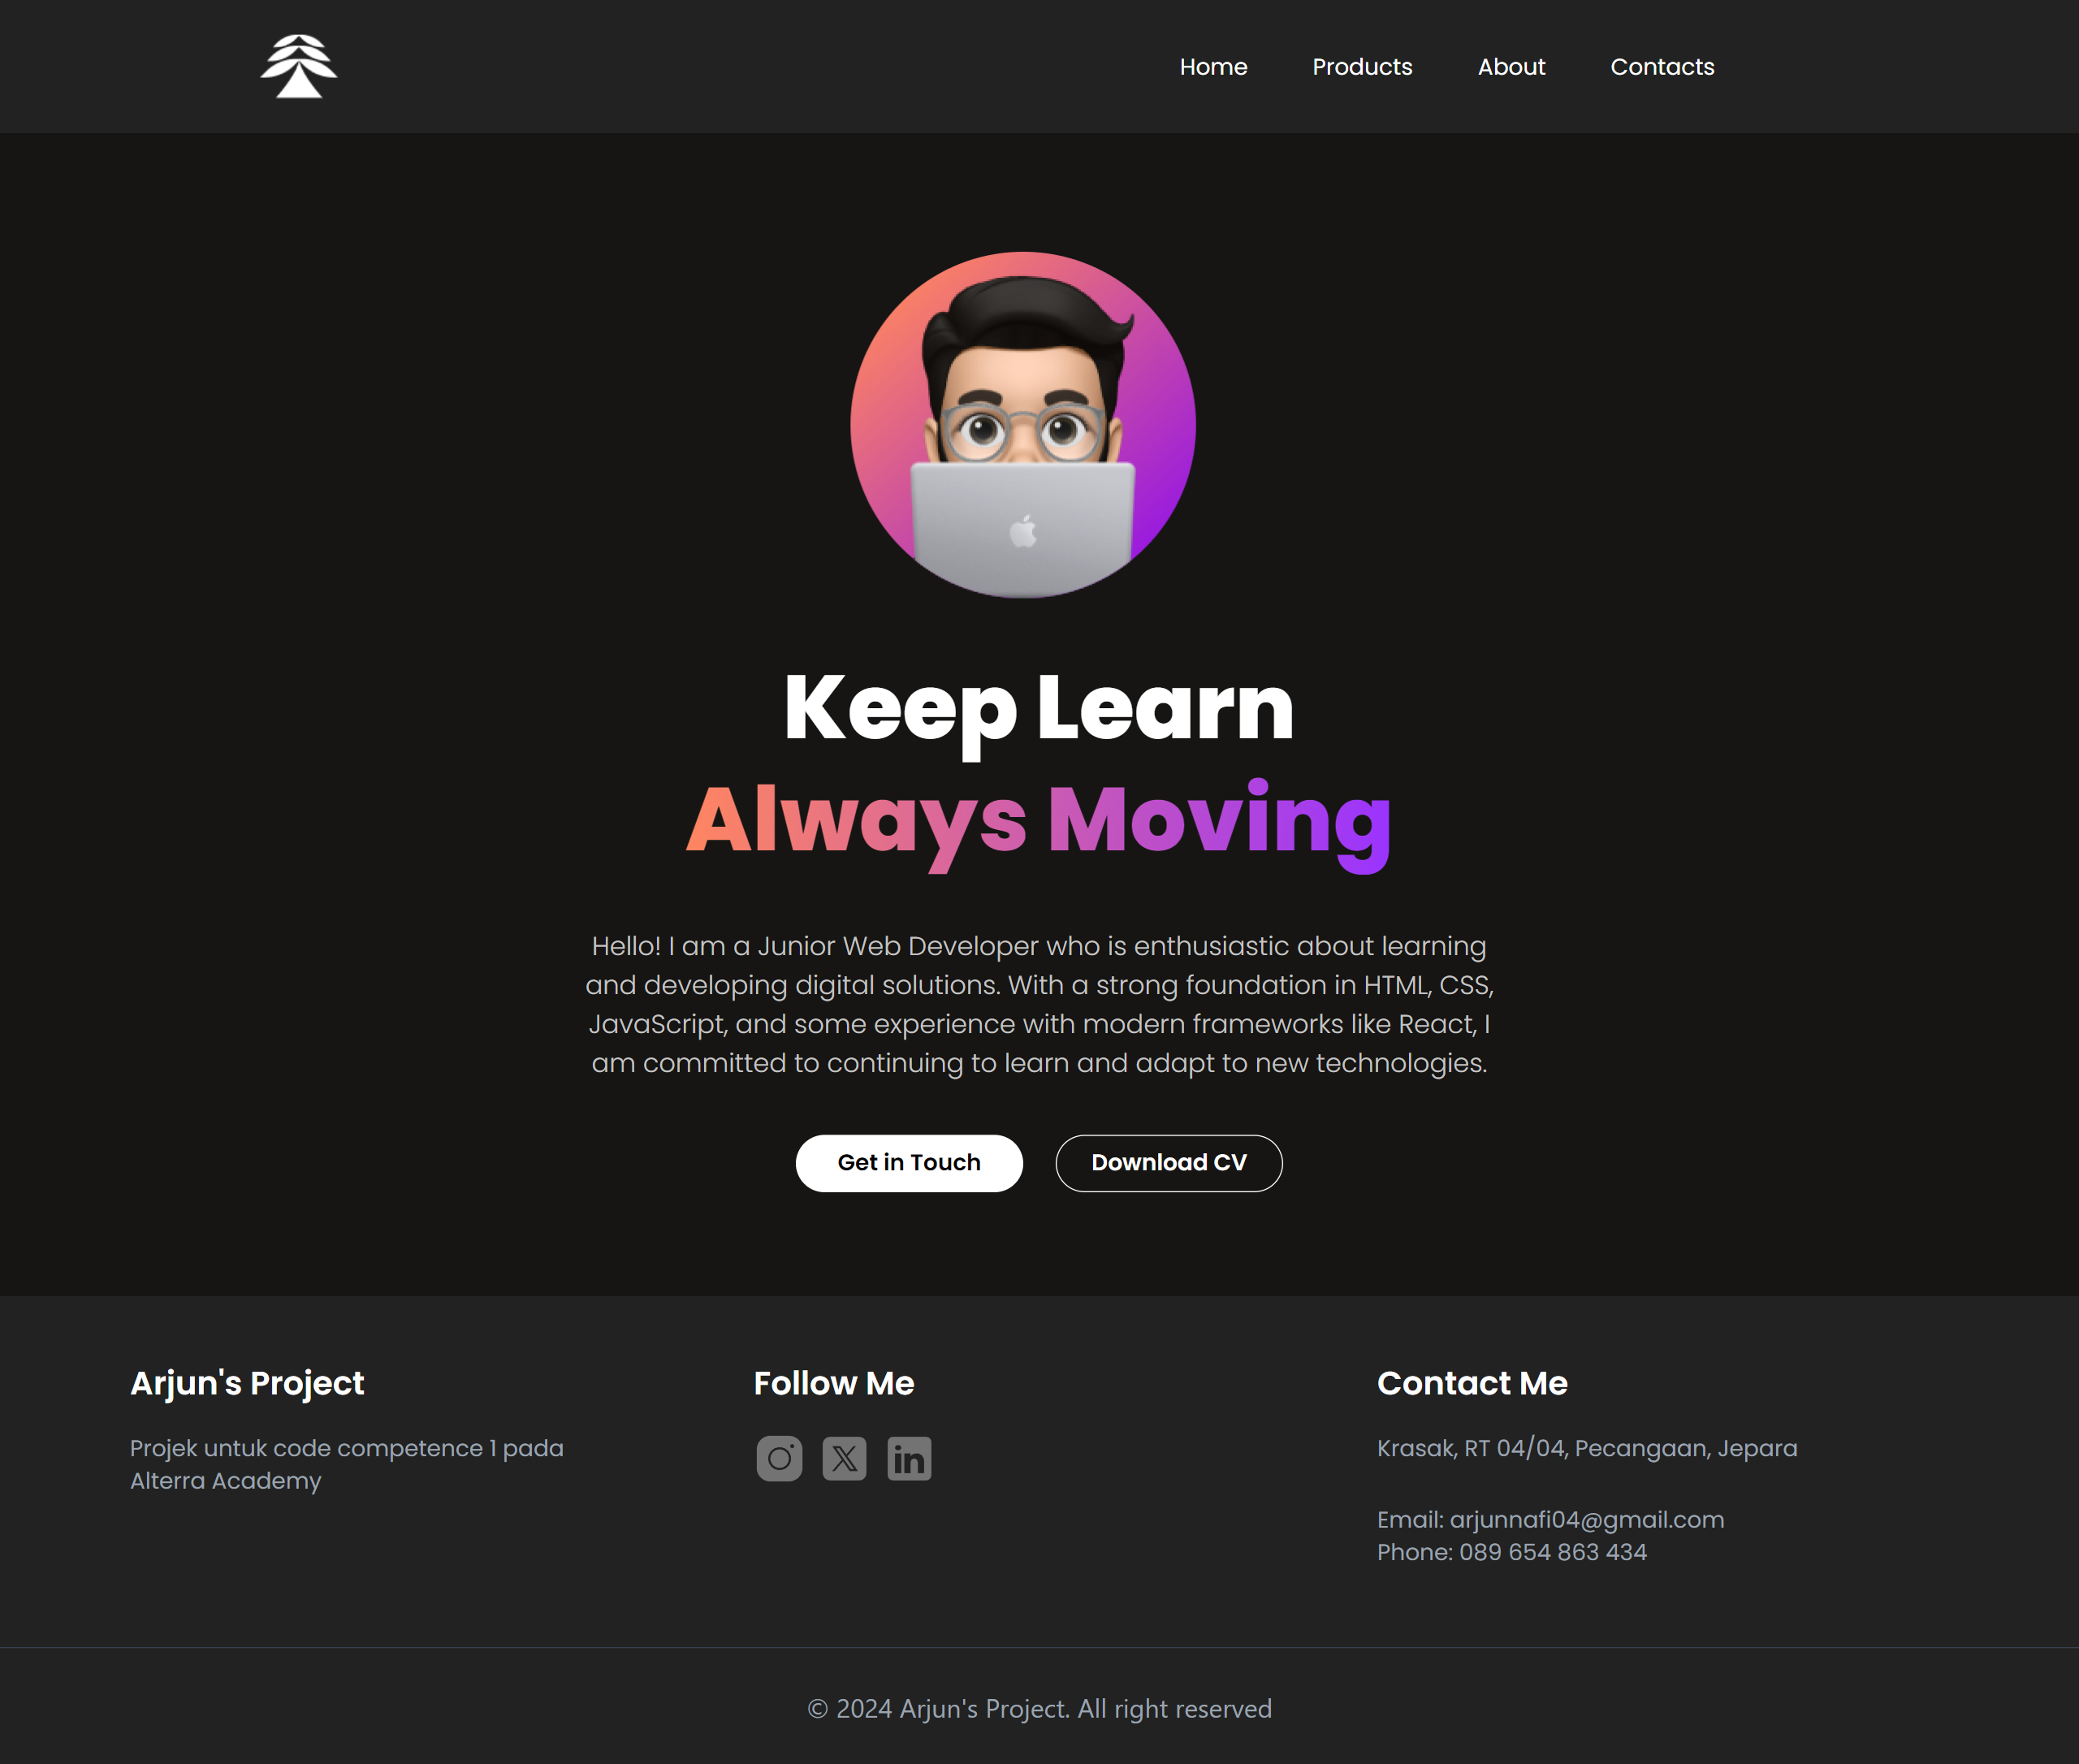 Home Products About Contacts
Keep Learn
Always Moving
Hello! I am a Junior Web Developer who is enthusiastic about learning
and developing digital solutions. With a strong foundation in HTML, CSS,
JavaScript, and some experience with modern frameworks like React, I
am committed to continuing to learn and adapt to new technologies.
Get in Touch
Download CV
Arjun's Project
Projek untuk code competence 1 pada
Alterra Academy
Follow Me
Contact Me
Krasak, RT 04/04, Pecangaan, Jepara
Email: arjunnafi04@gmail.com
Phone: 089 654 863 434
© 2024 Arjun's Project. All right reserved